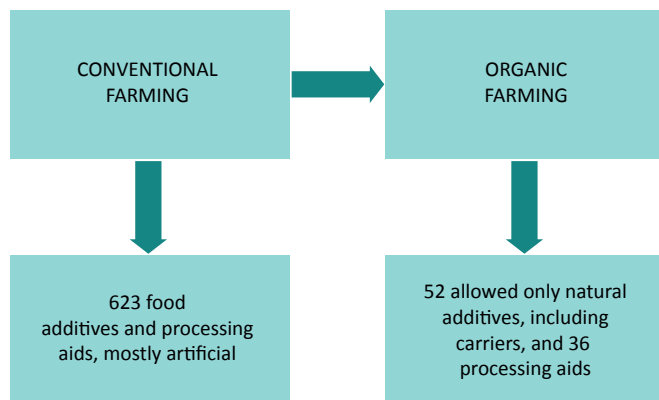 CONVENTIONAL
FARMING
ORGANIC
FARMING
623 food
additives and processing
aids, mostly artificial
52 allowed only natural
additives, including
carriers, and 36
processing aids